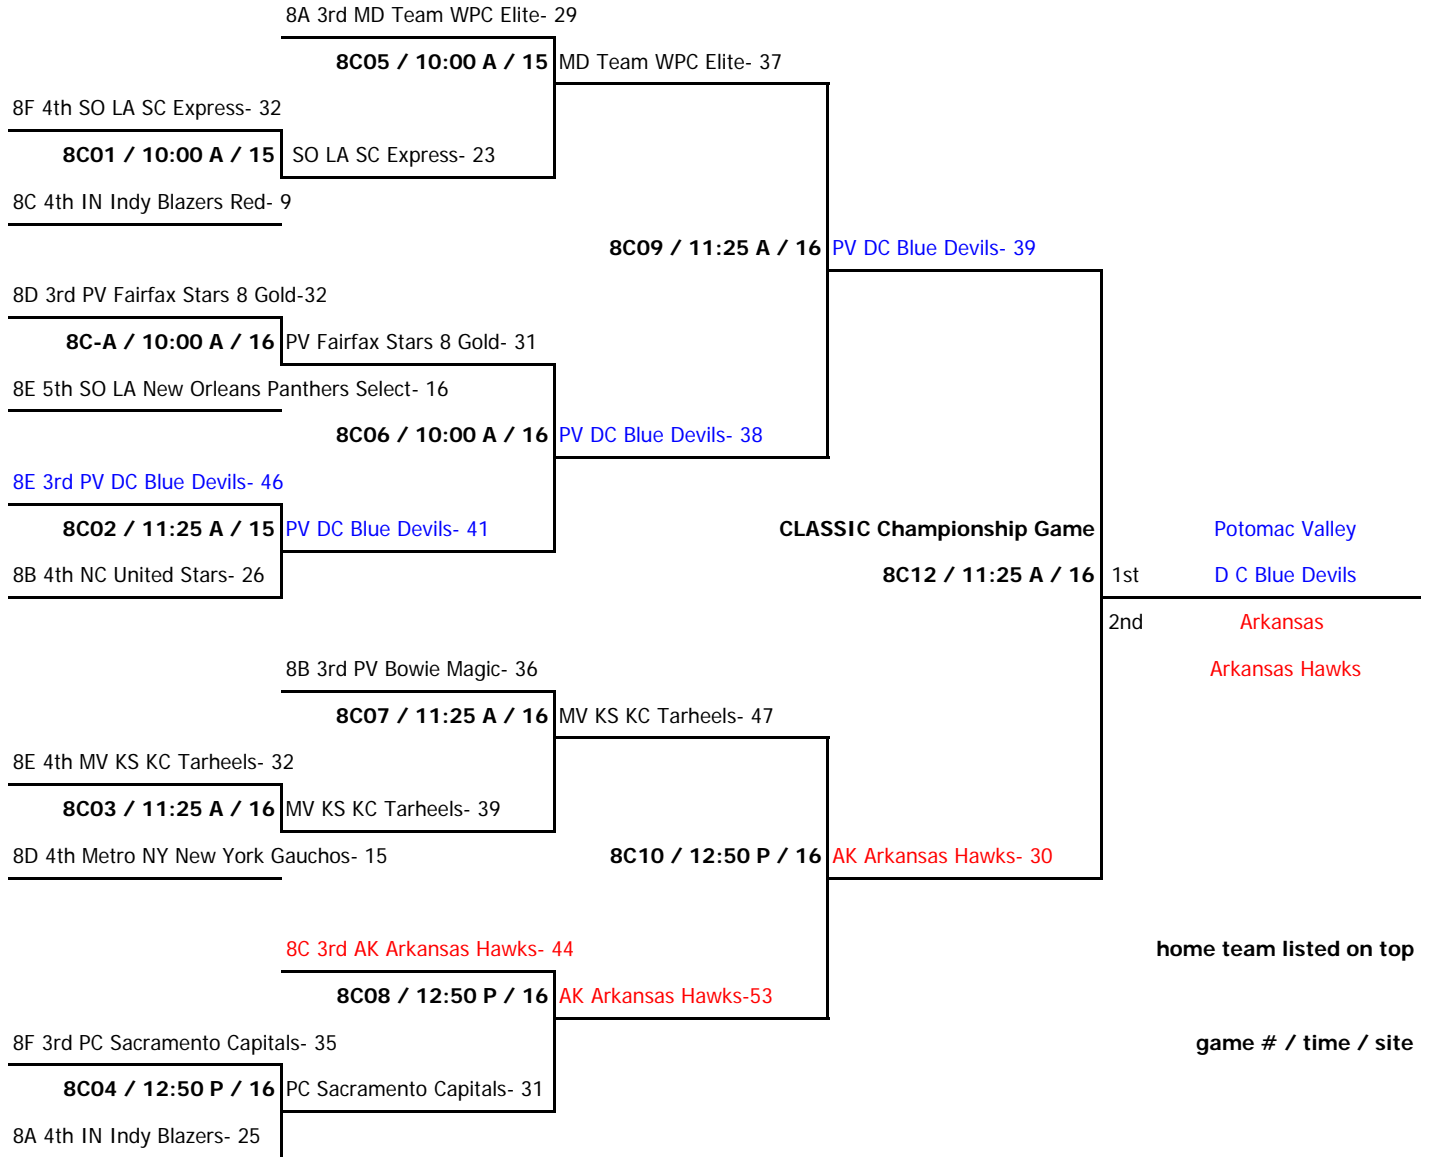 8A 3rd MD Team WPC Elite- 29
8C05 / 10:00 A / 15 MD Team WPC Elite- 37
8F 4th SO LA SC Express- 32
8C01 / 10:00 A / 15 SO LA SC Express- 23
8C 4th IN Indy Blazers Red- 9
8C09 / 11:25 A / 16 PV DC Blue Devils- 39
8D 3rd PV Fairfax Stars 8 Gold-32
8C-A / 10:00 A / 16 PV Fairfax Stars 8 Gold- 31
8E 5th SO LA New Orleans Panthers Select- 16
8C06 / 10:00 A / 16 PV DC Blue Devils- 38
8E 3rd PV DC Blue Devils- 46
8C02 / 11:25 A / 15 PV DC Blue Devils- 41 CLASSIC Championship Game Potomac Valley
8B 4th NC United Stars- 26 8C12 / 11:25 A / 16 1st D C Blue Devils
2nd Arkansas
8B 3rd PV Bowie Magic- 36 Arkansas Hawks
8C07 / 11:25 A / 16 MV KS KC Tarheels- 47
8E 4th MV KS KC Tarheels- 32
8C03 / 11:25 A / 16 MV KS KC Tarheels- 39
8D 4th Metro NY New York Gauchos- 15 8C10 / 12:50 P / 16 AK Arkansas Hawks- 30
8C 3rd AK Arkansas Hawks- 44 home team listed on top
8C08 / 12:50 P / 16 AK Arkansas Hawks-53
8F 3rd PC Sacramento Capitals- 35 game # / time / site
8C04 / 12:50 P / 16 PC Sacramento Capitals- 31
8A 4th IN Indy Blazers- 25